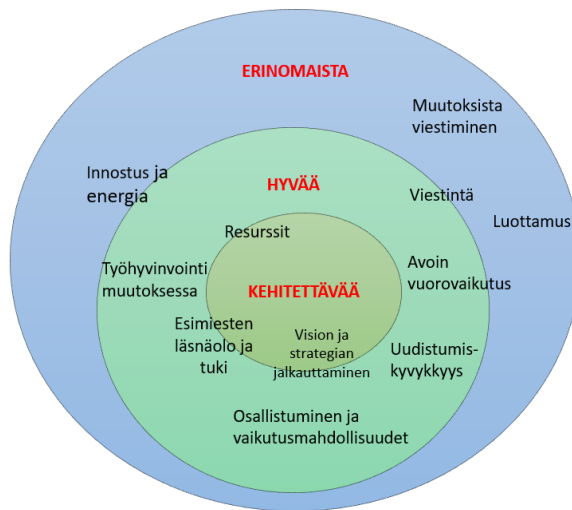 ERINOMAISTA
Muutoksista
viestiminen
Innostus ja
energia
HYVÄÄ
Viestintä
Luottamus
Resurssit
Työhyvinvointi
muutoksessa
KEHITETTÄVÄÄ
Avoin
vuorovaikutus
Esimiesten
läsnäolo ja
tuki
Vision ja
strategian
jalkauttaminen
Uudistumis-
kyvykkyys
Osallistuminen ja
vaikutusmahdollisuudet